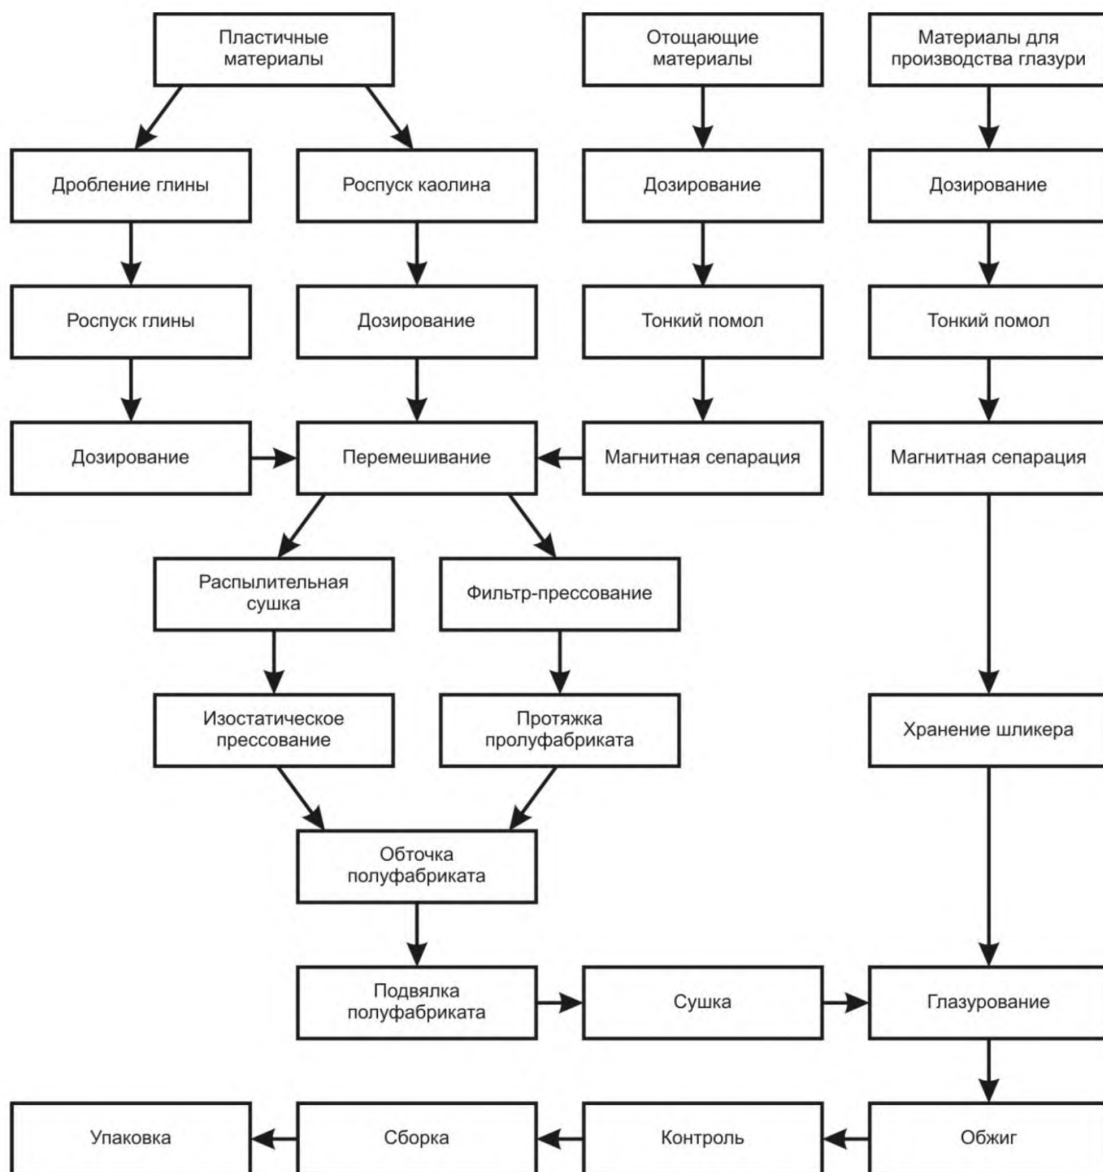 Пластичные
материалы
Отощающие
материалы
Материалы для
производства глазури
Дробление глины
Роспуск каолина
Дозирование
Дозирование
Роспуск глины
Дозирование
Тонкий помол
Тонкий помол
Дозирование
Перемешивание
Магнитная сепарация
Магнитная сепарация
Распылительная
сушка
Фильтр-прессование
Изостатическое
прессование
Протяжка
пролуфабриката
Хранение шликера
Обточка
полуфабриката
Подвялка
полуфабриката
Сушка
Глазурование
Упаковка
Сборка
Контроль
Обжиг